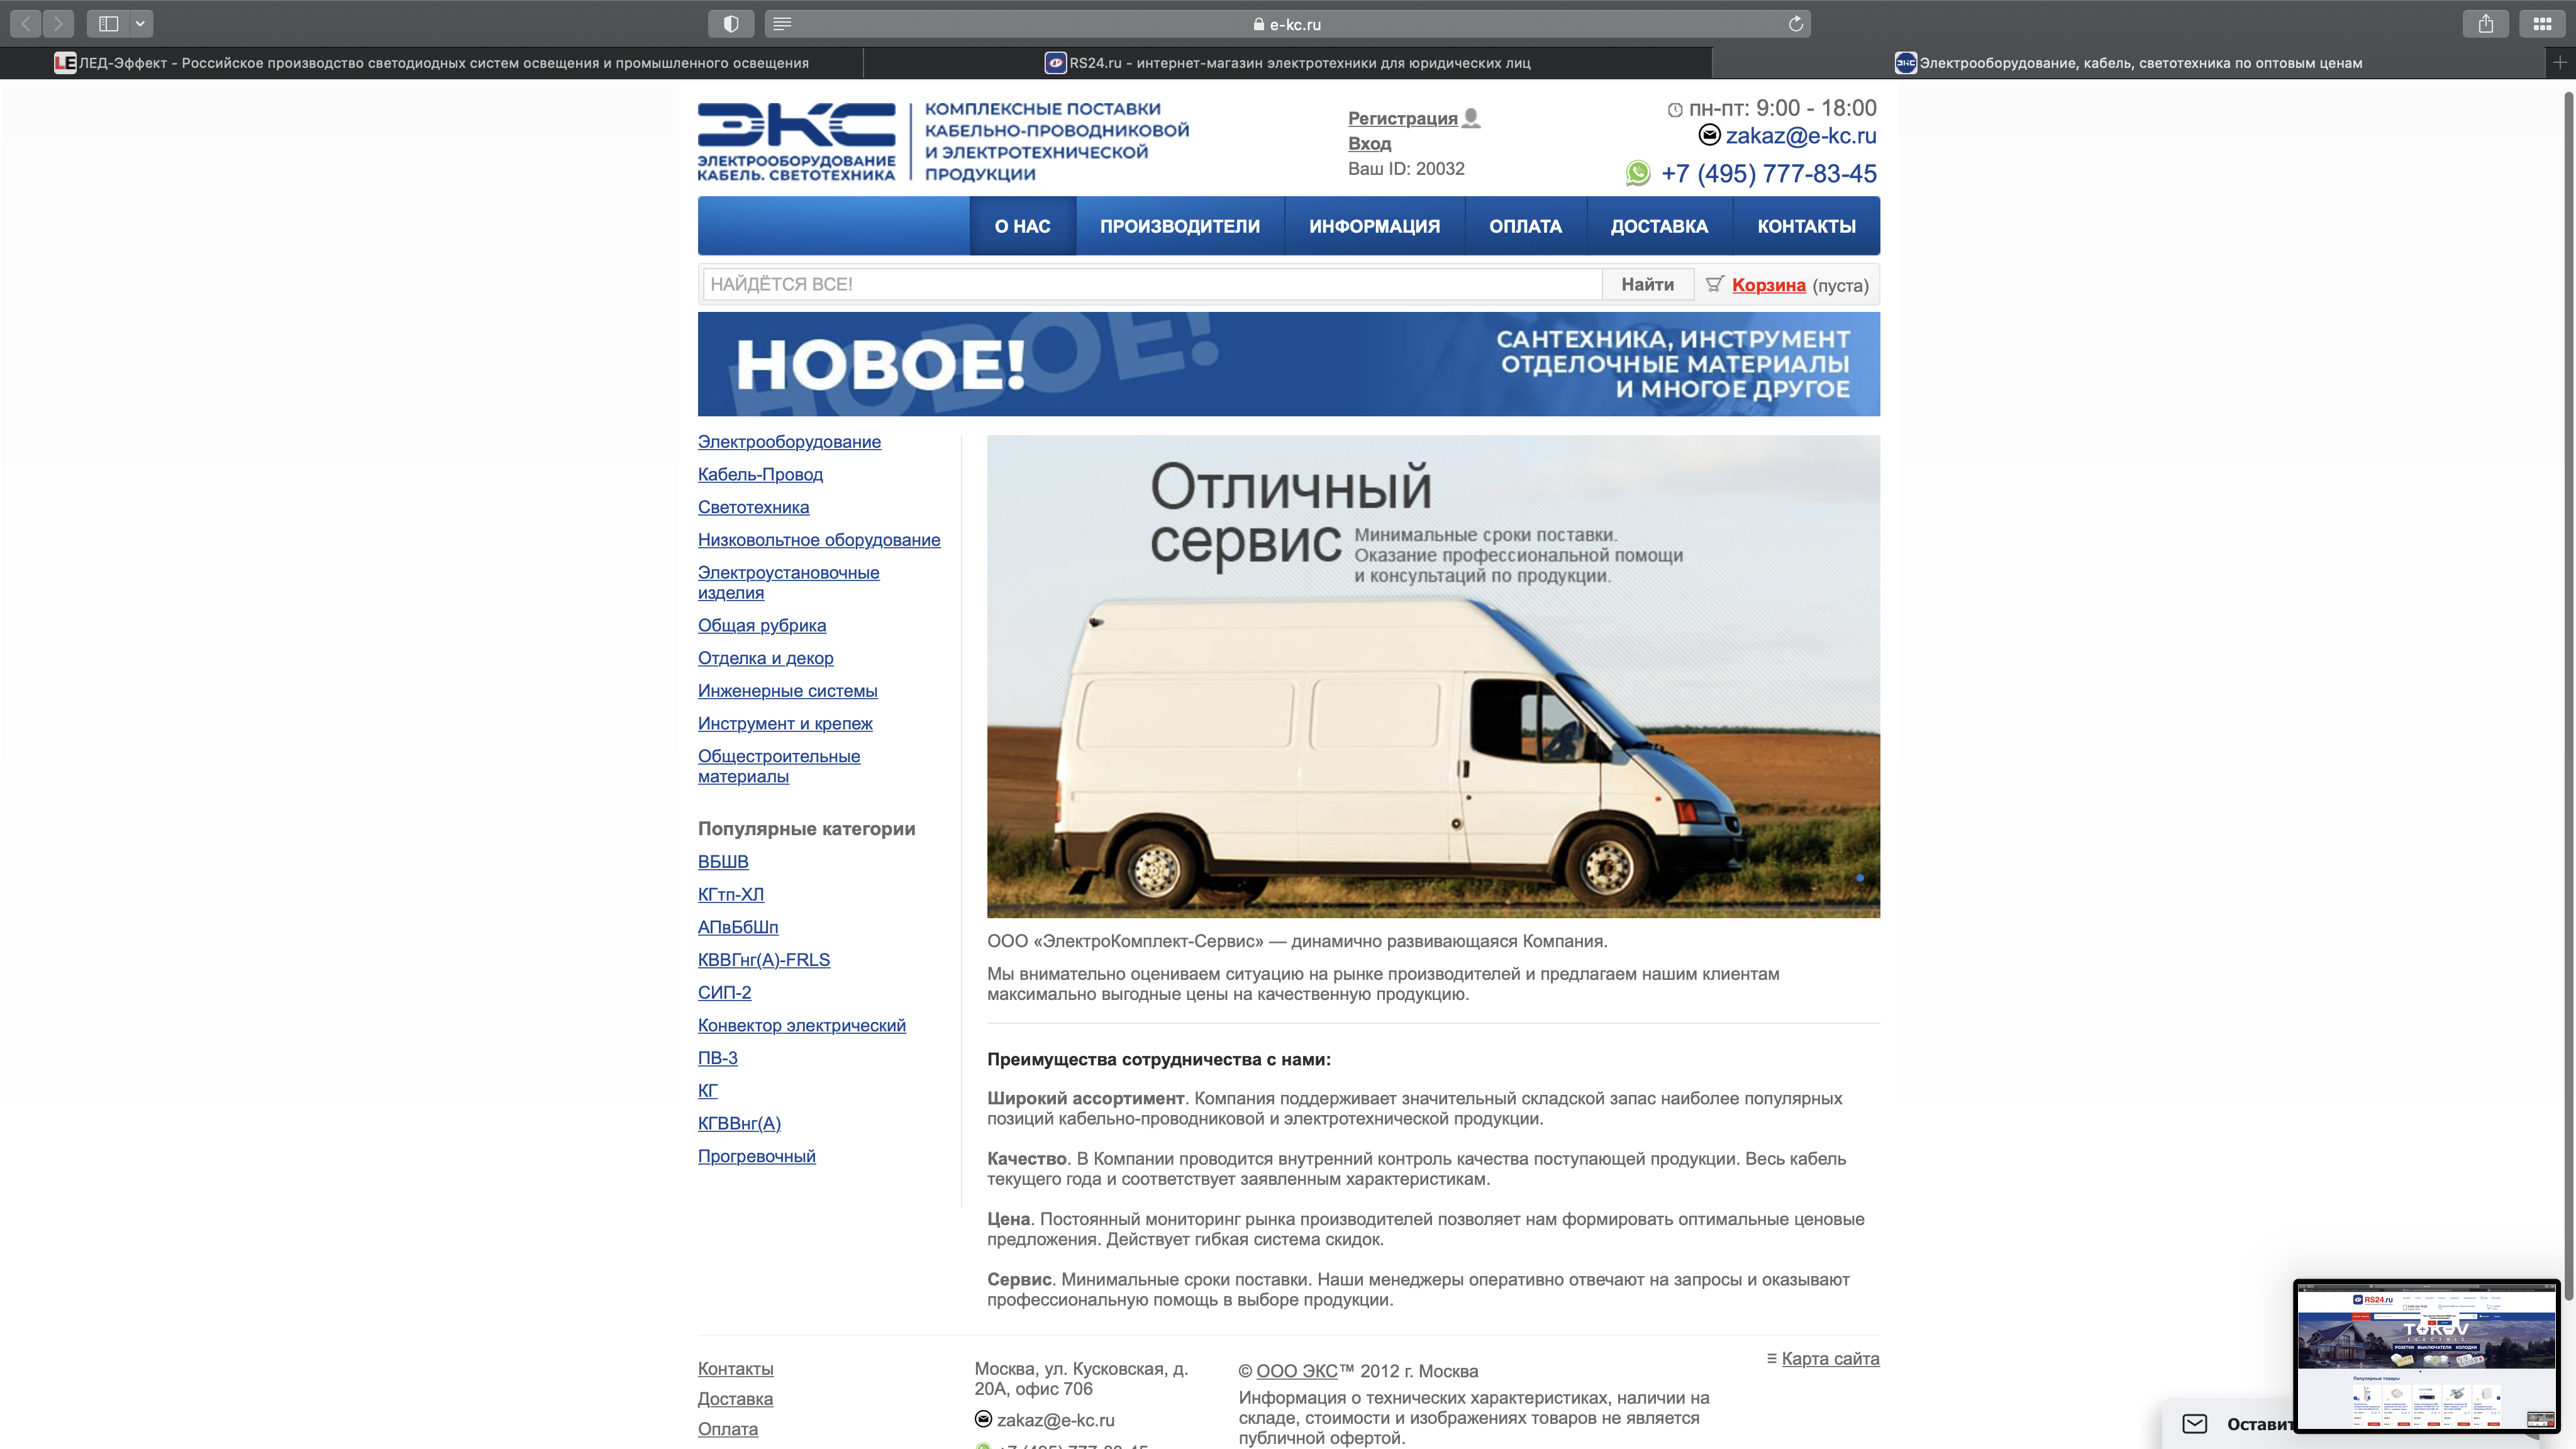 e-kc.ru
ЛЕД-Эффект - Российское производство светодиодных систем освещения и промышленного освещения
RS24.ru - интернет-магазин электротехники для юридических лиц
Электрооборудование, кабель, светотехника по оптовым ценам
ЭКС
ЭЛЕКТРООБОРУДОВАНИЕ
КАБЕЛЬ. СВЕТОТЕХНИКА
КОМПЛЕКСНЫЕ ПОСТАВКИ
КАБЕЛЬНО-ПРОВОДНИКОВОЙ
И ЭЛЕКТРОТЕХНИЧЕСКОЙ
ПРОДУКЦИИ
Регистрация
Вход
Ваш ID: 20032
пн-пт: 9:00 - 18:00
zakaz@e-kc.ru
+7 (495) 777-83-45
О НАС
ПРОИЗВОДИТЕЛИ
ИНФОРМАЦИЯ
ОПЛАТА
ДОСТАВКА
КОНТАКТЫ
НАЙДЁТСЯ ВСЕ!
Найти
Корзина (пуста)
НОВОЕ!
САНТЕХНИКА, ИНСТРУМЕНТ
ОТДЕЛОЧНЫЕ МАТЕРИАЛЫ
И МНОГОЕ ДРУГОЕ
Электрооборудование
Кабель-Провод
Светотехника
Низковольтное оборудование
Электроустановочные
изделия
Общая рубрика
Отделка и декор
Инженерные системы
Инструмент и крепеж
Общестроительные
материалы
Популярные категории
ВБШВ
КГтп-ХЛ
АПвБбШп
КВВГнг(А)-FRLS
СИП-2
Конвектор электрический
ПВ-3
КГ
КГВВнг(А)
Прогревочный
Отличный
сервис
Минимальные сроки поставки.
Оказание профессиональной помощи
и консультаций по продукции.
ООО «ЭлектроКомплект-Сервис» — динамично развивающаяся Компания.
Мы внимательно оцениваем ситуацию на рынке производителей и предлагаем нашим клиентам
максимально выгодные цены на качественную продукцию.
Преимущества сотрудничества с нами:
Широкий ассортимент. Компания поддерживает значительный складской запас наиболее популярных
позиций кабельно-проводниковой и электротехнической продукции.
Качество. В Компании проводится внутренний контроль качества поступающей продукции. Весь кабель
текущего года и соответствует заявленным характеристикам.
Цена. Постоянный мониторинг рынка производителей позволяет нам формировать оптимальные ценовые
предложения. Действует гибкая система скидок.
Сервис. Минимальные сроки поставки. Наши менеджеры оперативно отвечают на запросы и оказывают
профессиональную помощь в выборе продукции.
Контакты
Доставка
Оплата
Москва, ул. Кусковская, д.
20А, офис 706
zakaz@e-kc.ru
© ООО ЭКС™ 2012 г. Москва
Информация о технических характеристиках, наличии на
складе, стоимости и изображениях товаров не является
публичной офертой.
Карта сайта
RS24.ru
TOKOV
ELECTRIC
РОЗЕТКИ ВЫКЛЮЧАТЕЛИ КОЛОДКИ
Популярные товары